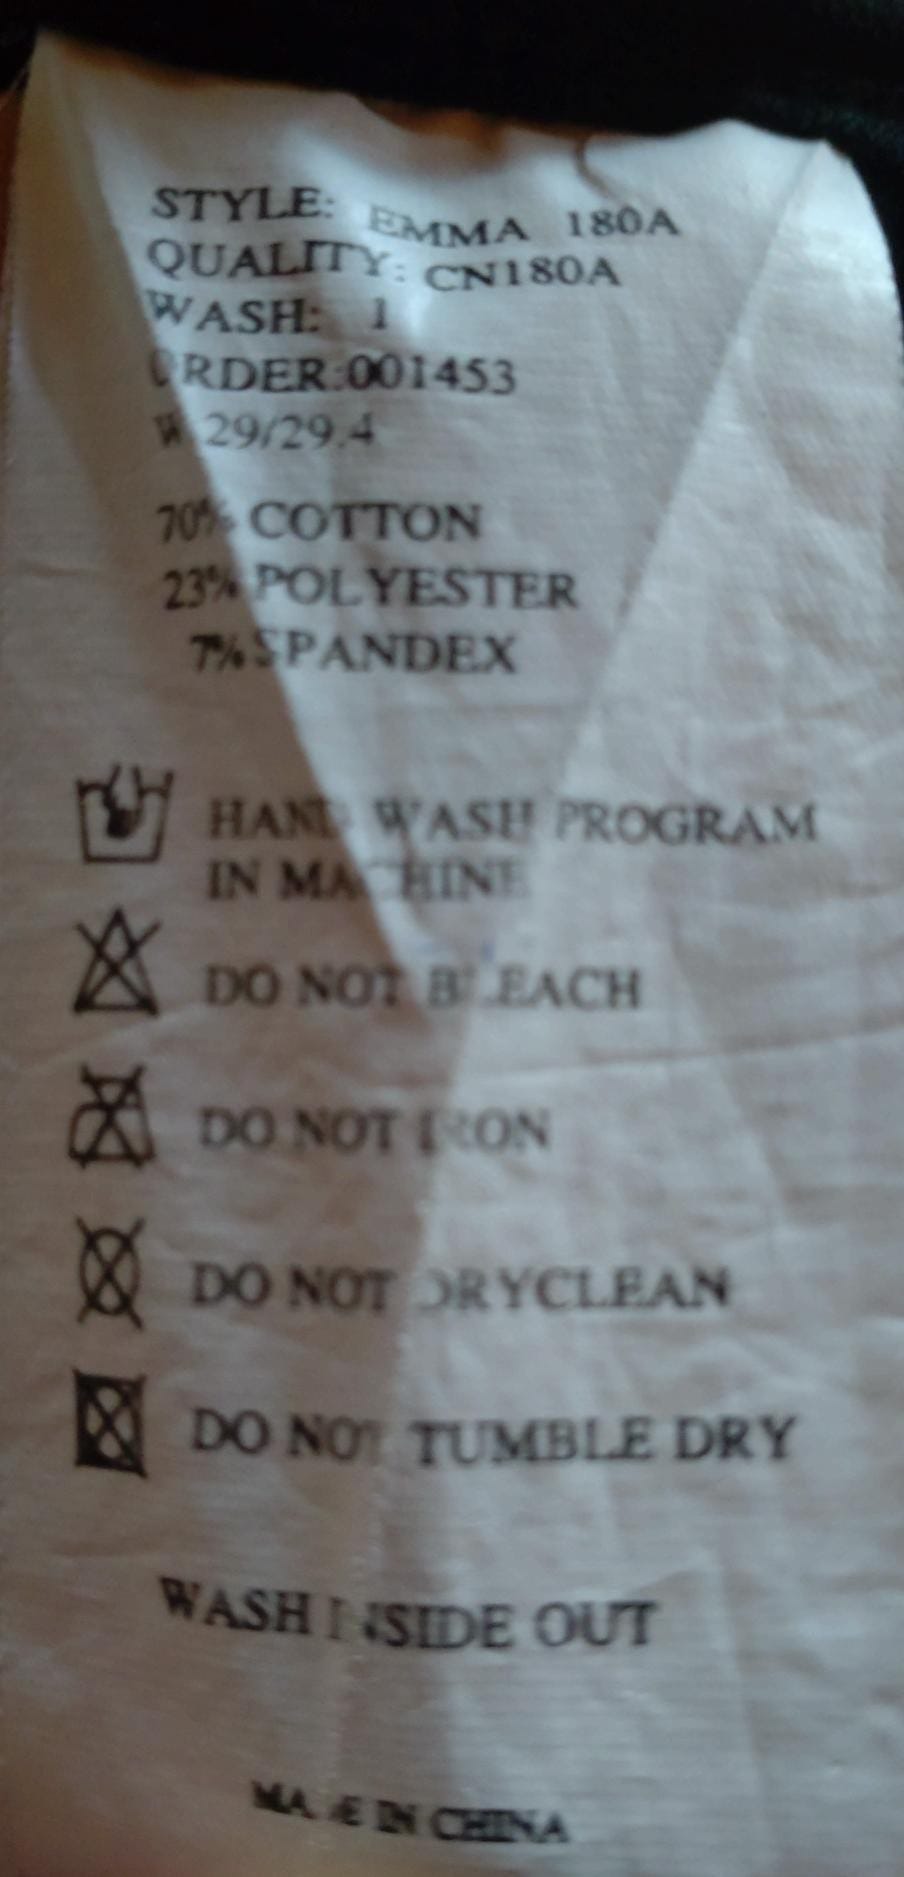 STYLE: EMMA 180A
QUALITY: CN180A
WASH: 1
ORDER:001453
W 29/29.4
70% COTTON
23% POLYESTER
7% SPANDEX
HAND WASH PROGRAM
IN MACHINE
DO NOT BLEACH
DO NOT IRON
DO NOT DRYCLEAN
DO NOT TUMBLE DRY
WASH INSIDE OUT
MADE IN CHINA